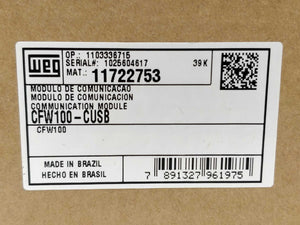 weg
OP.: 1103336715
SERIAL#: 1025604617
39K
MAT.: 11722753
MODULO DE COMUNICACAO
MODULO DE COMUNICACION
COMMUNICATION MODULE
CFW100-CUSB
CFW100
MADE IN BRAZIL
HECHO EN BRASIL
7 891327 961975